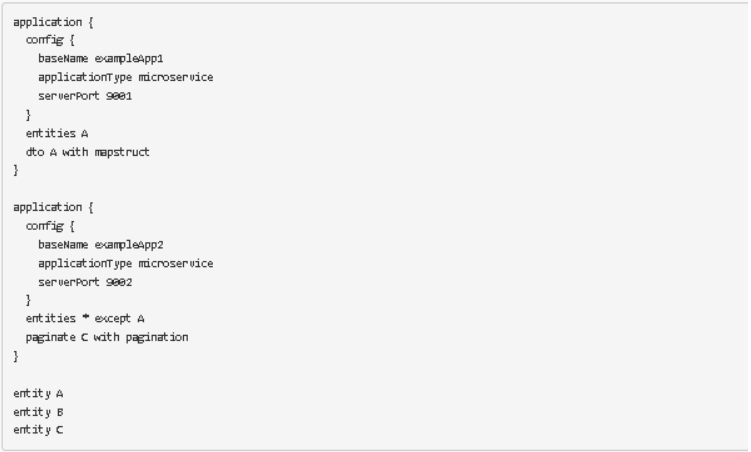 application {
  config {
    baseName exampleApp1
    applicationType microservice
    serverPort 9001
  }
  entities A
  dto A with mapstruct
}

application {
  config {
    baseName exampleApp2
    applicationType microservice
    serverPort 9002
  }
  entities * except A
  paginate C with pagination
}

entity A
entity B
entity C